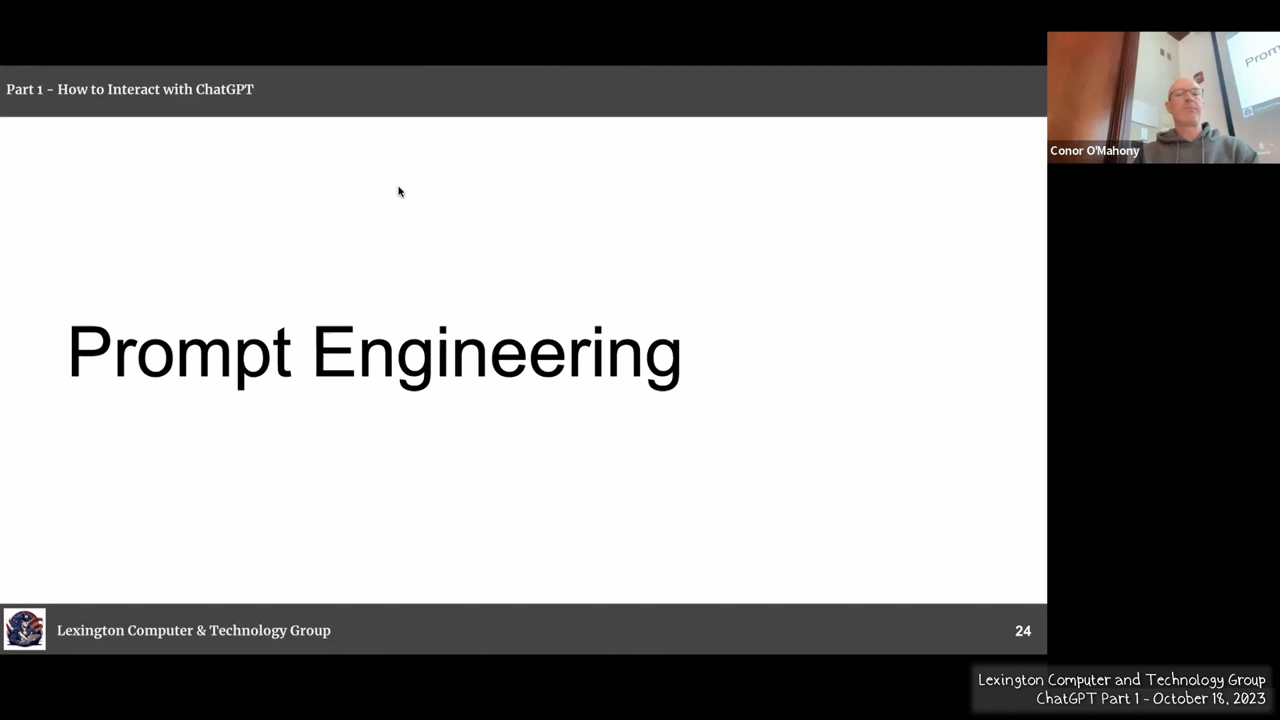 Part 1 - How to Interact with ChatGPT
Prom
Conor O'Mahony
Prompt Engineering
Lexington Computer & Technology Group
24
Lexington Computer and Technology Group
ChatGPT Part 1 - October 18, 2023